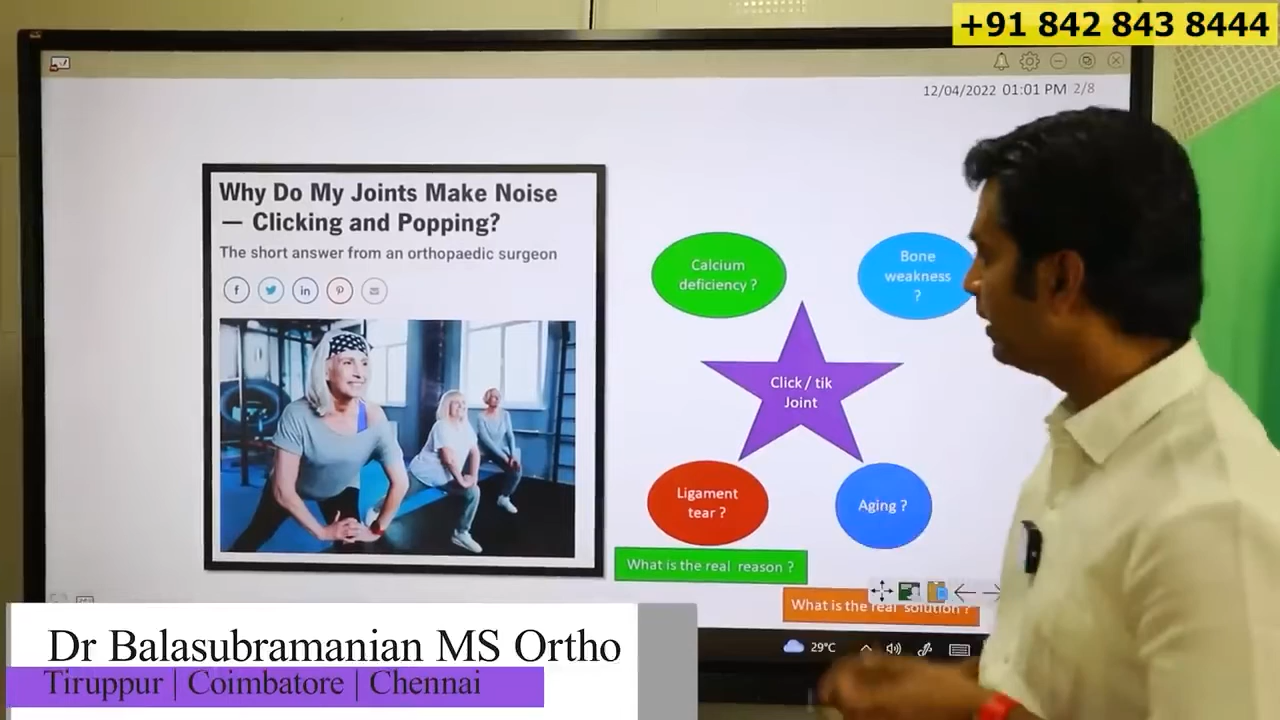 +91 842 843 8444
12/04/2022 01:01 PM 2/8
Why Do My Joints Make Noise
— Clicking and Popping?
The short answer from an orthopaedic surgeon
Calcium
deficiency ?
Bone
weakness
?
Click / tik
Joint
Ligament
tear ?
Aging ?
What is the real reason ?
What is the real solution ?
29°C
Dr Balasubramanian MS Ortho
Tiruppur | Coimbatore | Chennai